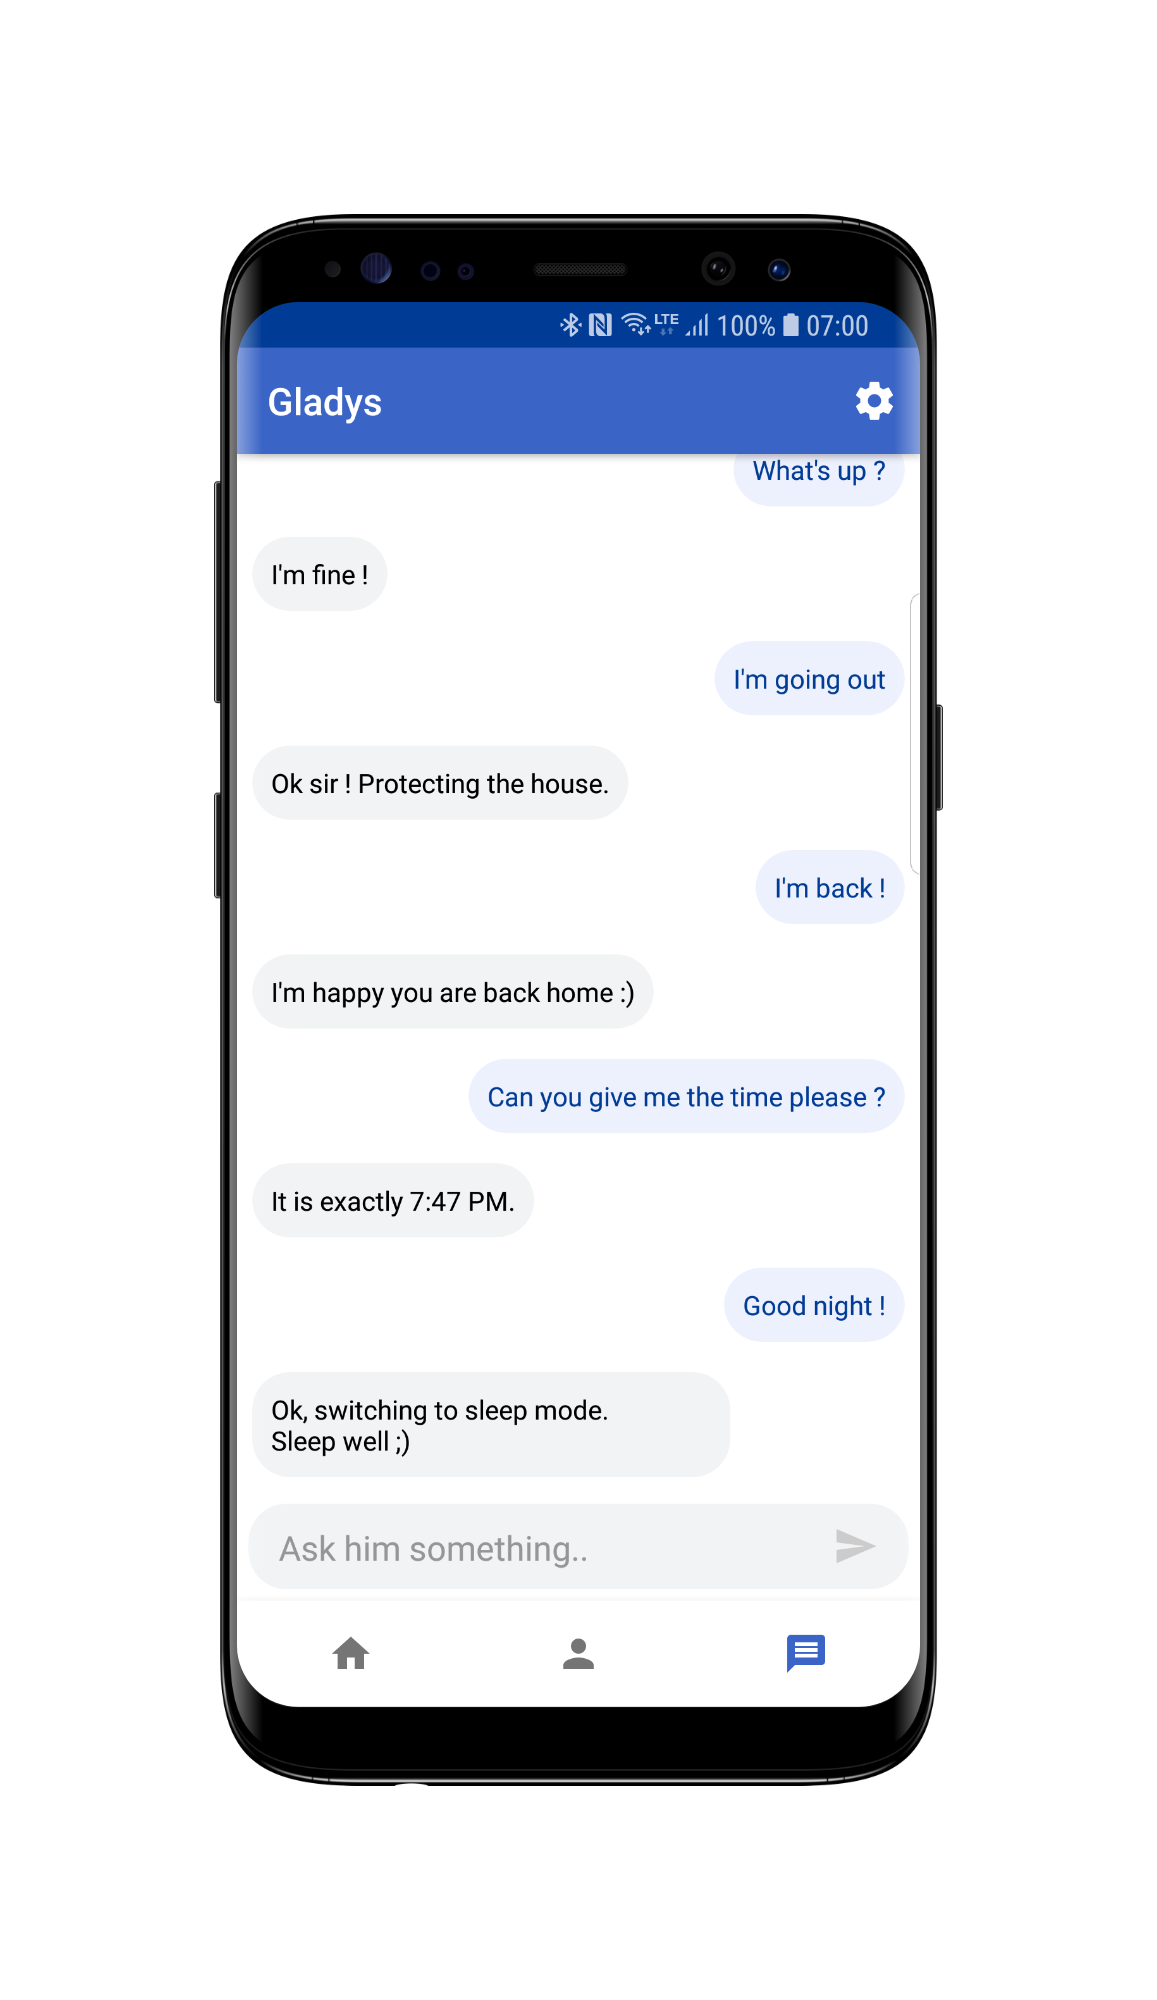 LTE 100% 07:00
Gladys
What's up ?
I'm fine !
I'm going out
Ok sir ! Protecting the house.
I'm back !
I'm happy you are back home :)
Can you give me the time please ?
It is exactly 7:47 PM.
Good night !
Ok, switching to sleep mode.
Sleep well ;)
Ask him something..